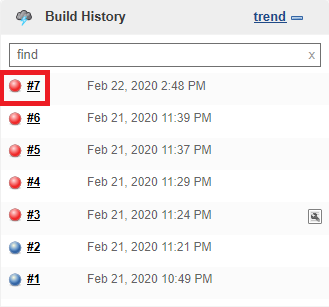 Build History trend
find x
#7 Feb 22, 2020 2:48 PM
#6 Feb 21, 2020 11:39 PM
#5 Feb 21, 2020 11:37 PM
#4 Feb 21, 2020 11:29 PM
#3 Feb 21, 2020 11:24 PM
#2 Feb 21, 2020 11:21 PM
#1 Feb 21, 2020 10:49 PM